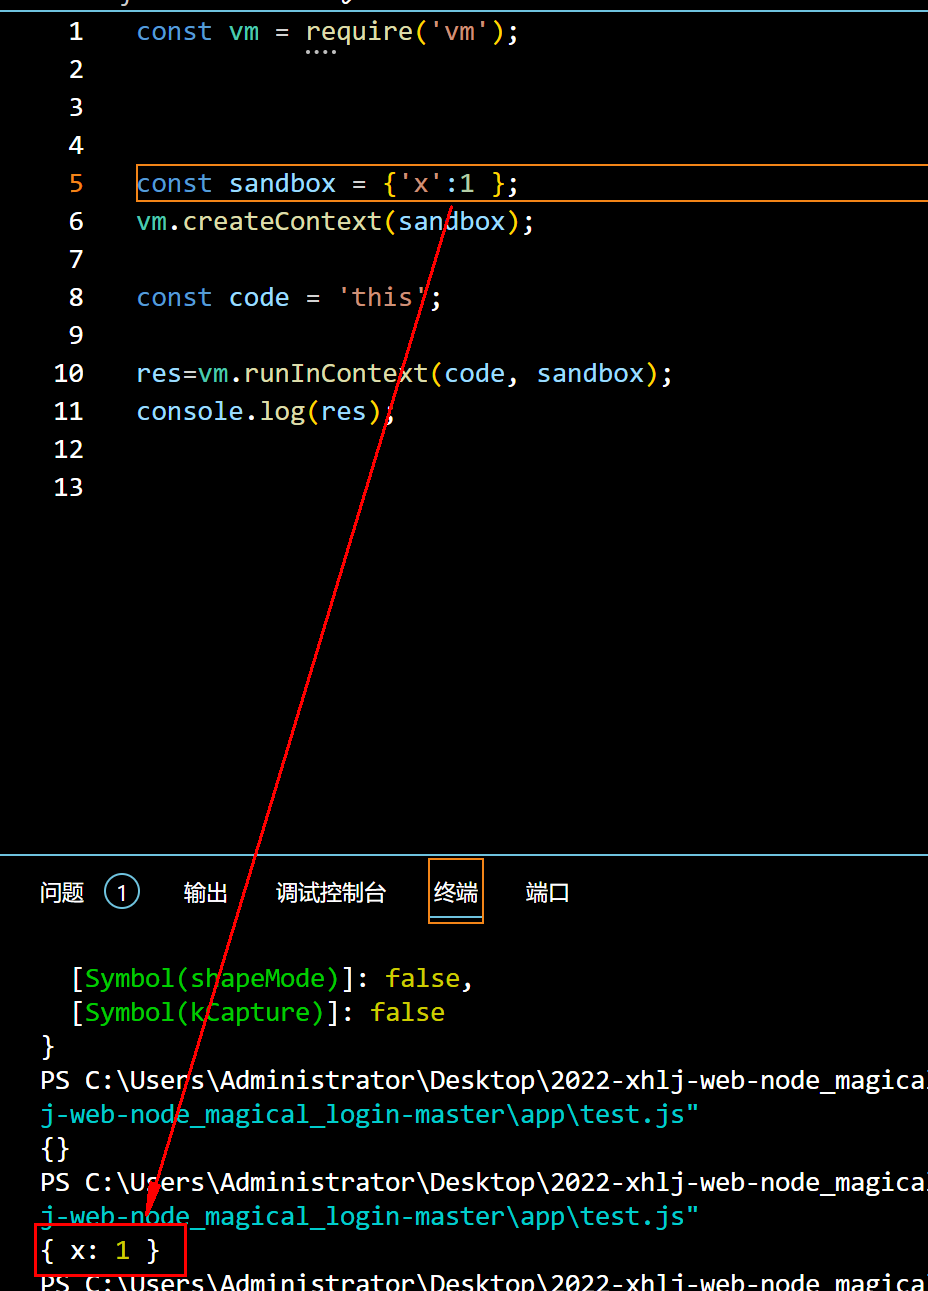 1 const vm = require('vm');
2
3
4
5 const sandbox = {'x':1 };
6 vm.createContext(sandbox);
7
8 const code = 'this';
9
10 res=vm.runInContext(code, sandbox);
11 console.log(res);
12
13
问题 1 输出 调试控制台 终端 端口
[Symbol(shapeMode)]: false,
[Symbol(kCapture)]: false
}
PS C:\Users\Administrator\Desktop\2022-xhlj-web-node_magical
j-web-node_magical_login-master\app\test.js"
{}
PS C:\Users\Administrator\Desktop\2022-xhlj-web-node_magical
j-web-node_magical_login-master\app\test.js"
{ x: 1 }
PS C:\Users\Administrator\Desktop\2022-xhlj-web-node_magical